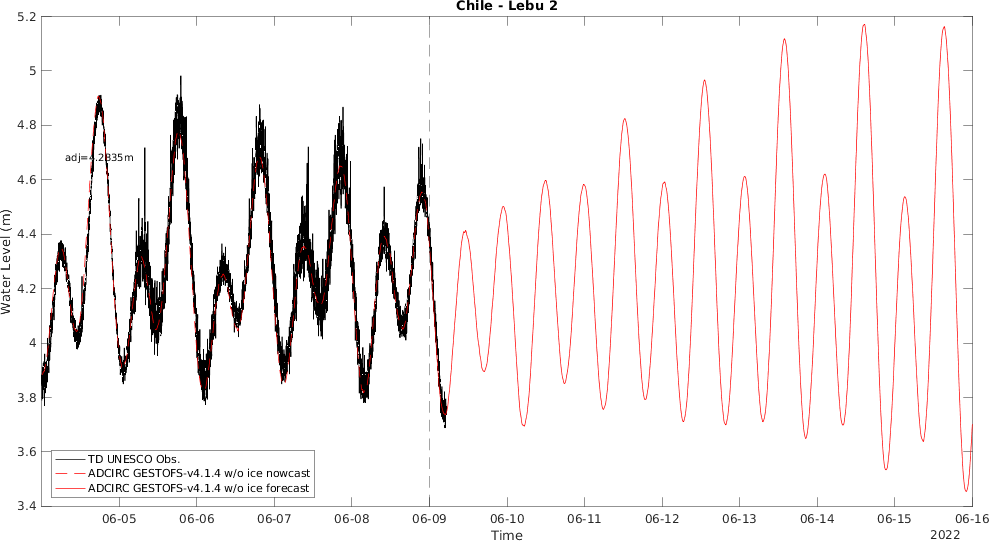 Chile - Lebu 2
5.2
5
4.8
4.6
4.4
4.2
4
3.8
3.6
3.4
Water Level (m)
adj=4.2835m
TD UNESCO Obs.
ADCIRC GESTOFS-v4.1.4 w/o ice nowcast
ADCIRC GESTOFS-v4.1.4 w/o ice forecast
06-05 06-06 06-07 06-08 06-09 06-10 06-11 06-12 06-13 06-14 06-15 06-16
Time
2022